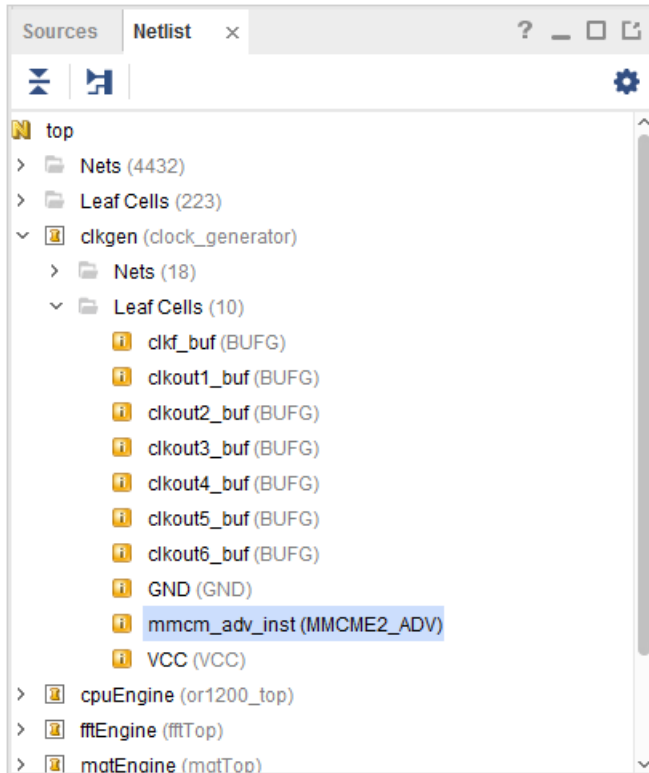 Sources Netlist × ?
N top
Nets (4432)
Leaf Cells (223)
clkgen (clock_generator)
Nets (18)
Leaf Cells (10)
clkf_buf (BUFG)
clkout1_buf (BUFG)
clkout2_buf (BUFG)
clkout3_buf (BUFG)
clkout4_buf (BUFG)
clkout5_buf (BUFG)
clkout6_buf (BUFG)
GND (GND)
mmcm_adv_inst (MMCME2_ADV)
VCC (VCC)
cpuEngine (or1200_top)
fftEngine (fftTop)
mgtEngine (mgtTop)